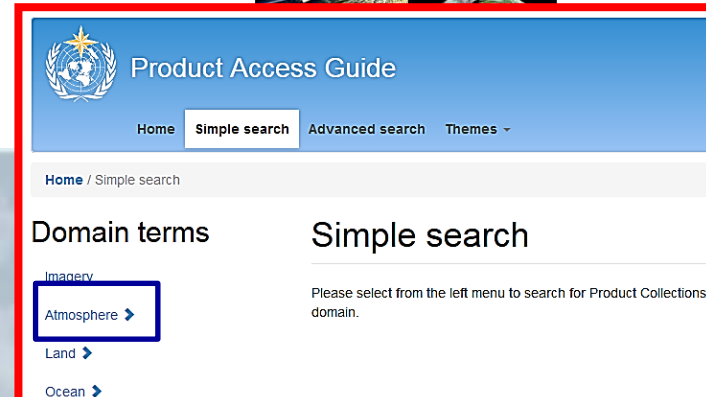 Product Access Guide
Home Simple search Advanced search Themes
Home / Simple search
Domain terms
Simple search
Imagery
Please select from the left menu to search for Product Collections
domain.
Atmosphere
Land
Ocean